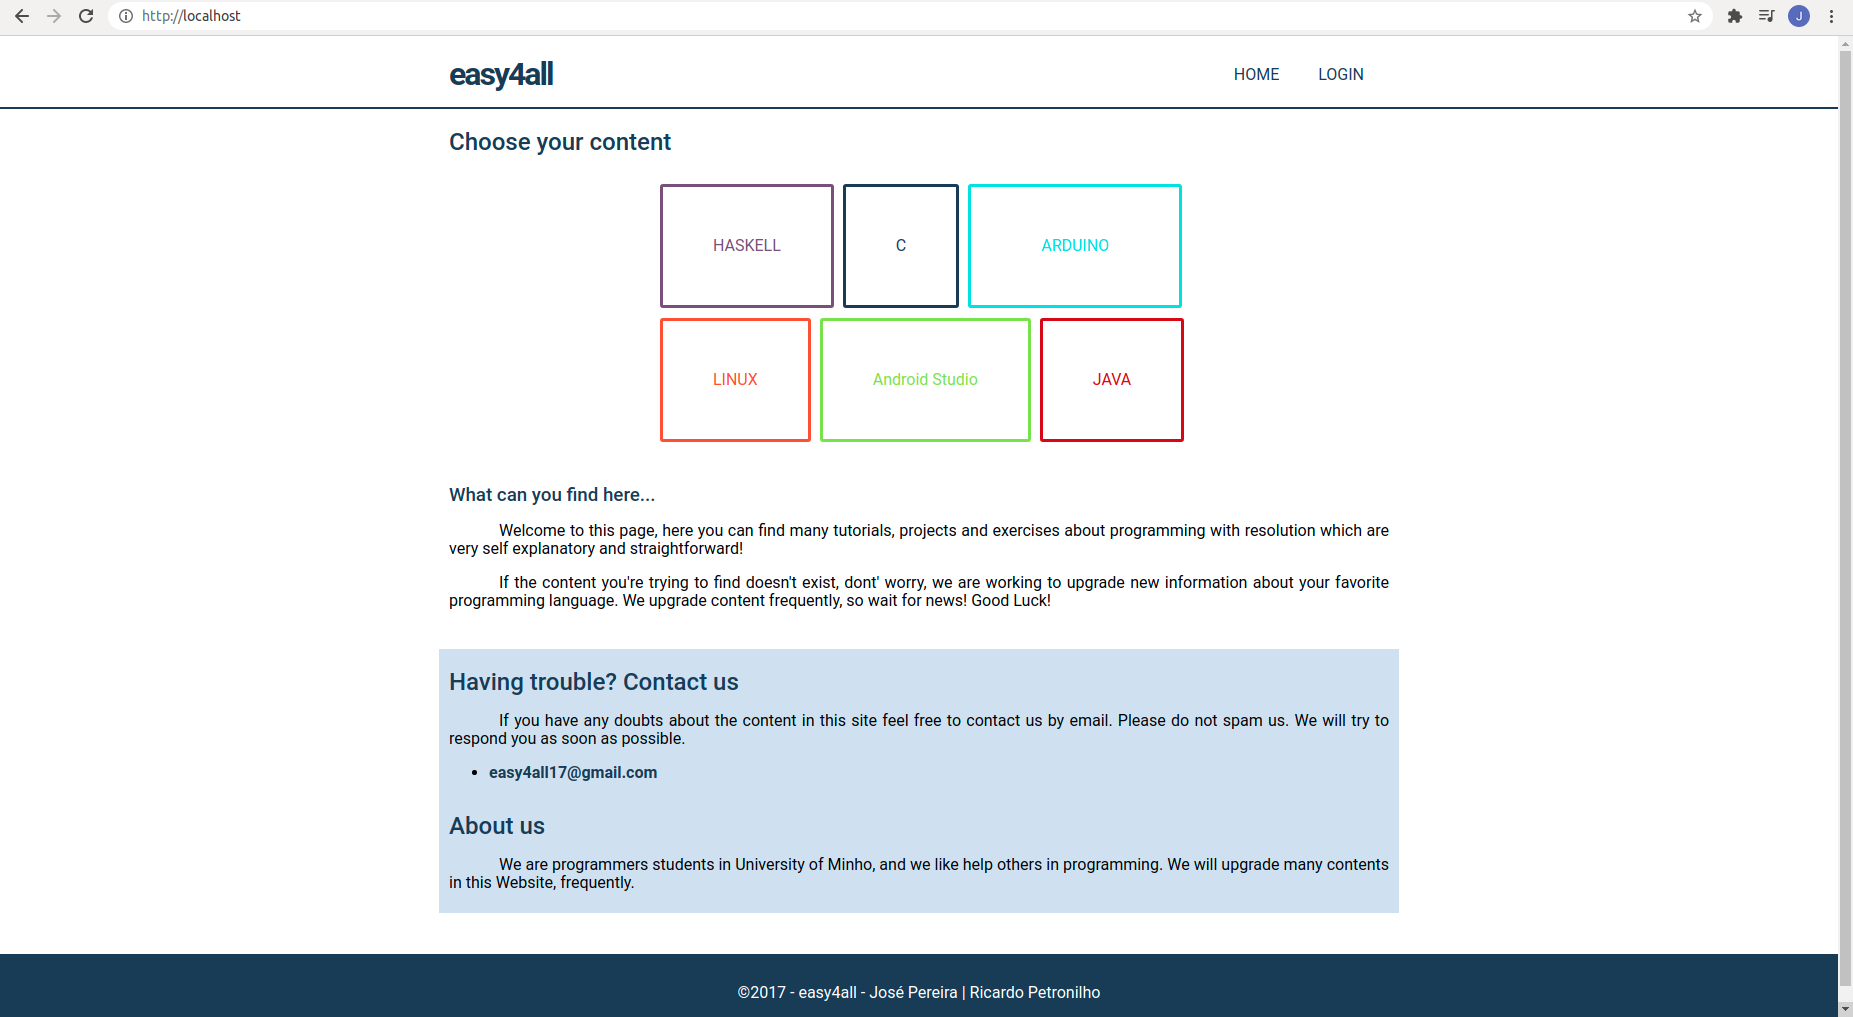 http://localhost
J
easy4all
HOME LOGIN
Choose your content
HASKELL C ARDUINO
LINUX Android Studio JAVA
What can you find here...
Welcome to this page, here you can find many tutorials, projects and exercises about programming with resolution which are
very self explanatory and straightforward!
If the content you're trying to find doesn't exist, dont' worry, we are working to upgrade new information about your favorite
programming language. We upgrade content frequently, so wait for news! Good Luck!
Having trouble? Contact us
If you have any doubts about the content in this site feel free to contact us by email. Please do not spam us. We will try to
respond you as soon as possible.
easy4all17@gmail.com
About us
We are programmers students in University of Minho, and we like help others in programming. We will upgrade many contents
in this Website, frequently.
©2017 - easy4all - José Pereira | Ricardo Petronilho